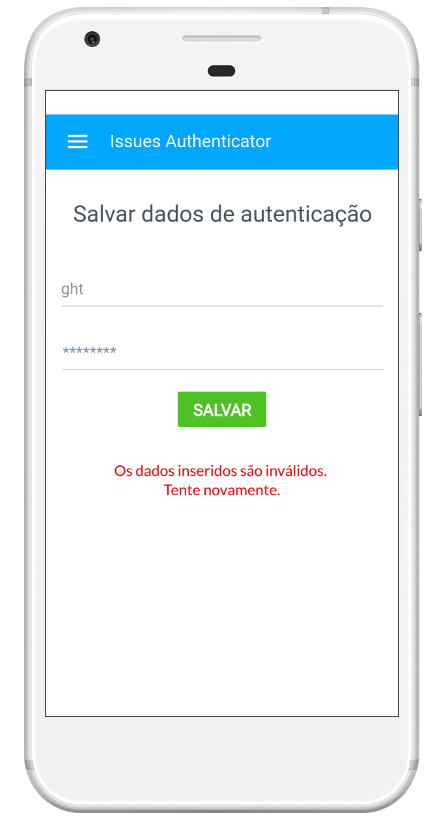 Issues Authenticator
Salvar dados de autenticação
ght
********
SALVAR
Os dados inseridos são inválidos.
Tente novamente.